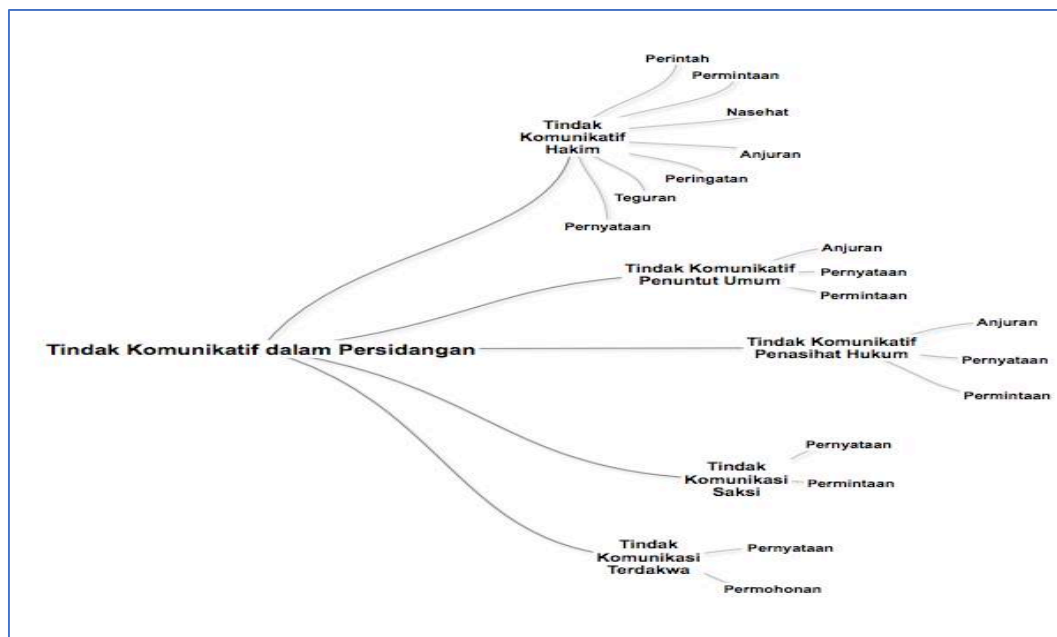 Perintah
Permintaan
Nasehat
Tindak
Komunikatif
Hakim
Anjuran
Peringatan
Teguran
Pernyataan
Anjuran
Tindak Komunikatif
Penuntut Umum
Pernyataan
Permintaan
Tindak Komunikatif dalam Persidangan
Anjuran
Tindak Komunikatif
Penasihat Hukum
Pernyataan
Permintaan
Pernyataan
Tindak
Komunikasi
Saksi
Permintaan
Tindak
Komunikasi
Terdakwa
Pernyataan
Permohonan